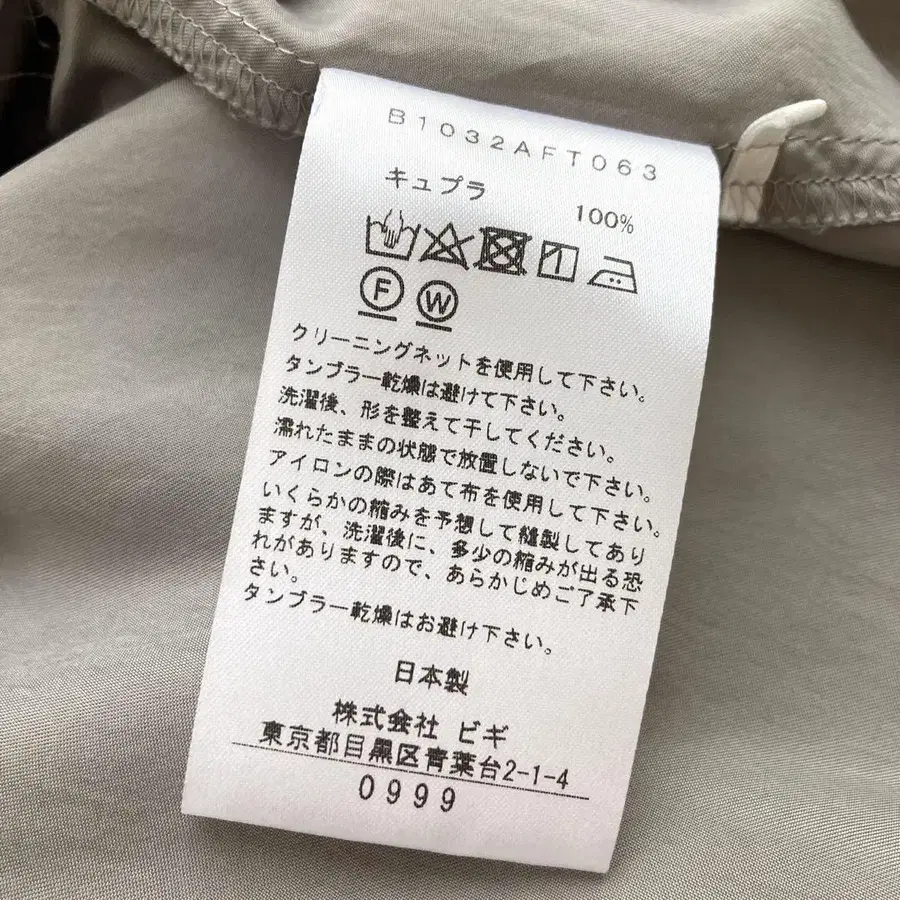 B1032AFT063
キュプラ
100%
F W
クリーニングネットを使用して下さい。
タンブラー乾燥は避けて下さい。
洗濯後、形を整えて干してください。
濡れたままの状態で放置しないで下さい。
アイロンの際はあて布を使用して下さい。
いくらかの縮みを予想して縫製してあり
ますが、洗濯後に、多少の縮みが出る恐
れがありますので、あらかじめご了承下
さい。
タンブラー乾燥はお避け下さい。
日本製
株式会社 ビギ
東京都目黒区青葉台2-1-4
0999